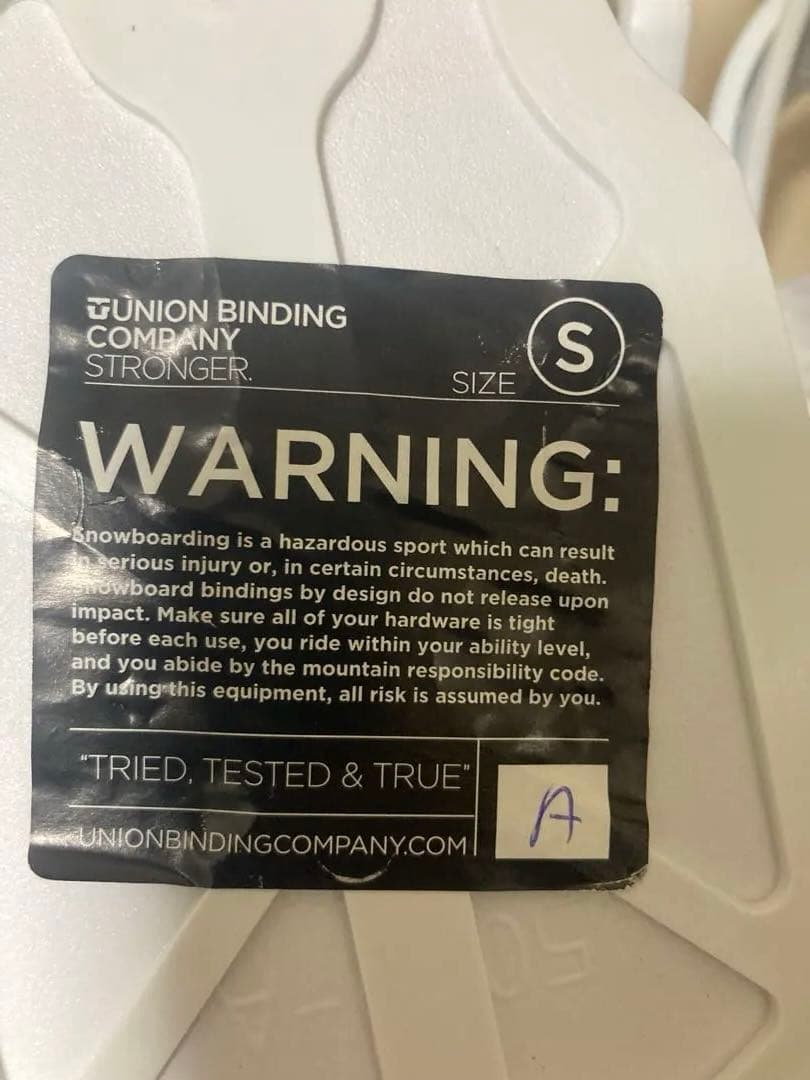 UNION BINDING
COMPANY
STRONGER.
SIZE S
WARNING:
Snowboarding is a hazardous sport which can result
in serious injury or, in certain circumstances, death.
Snowboard bindings by design do not release upon
impact. Make sure all of your hardware is tight
before each use, you ride within your ability level,
and you abide by the mountain responsibility code.
By using this equipment, all risk is assumed by you.
"TRIED, TESTED & TRUE"
A
UNIONBINDINGCOMPANY.COM